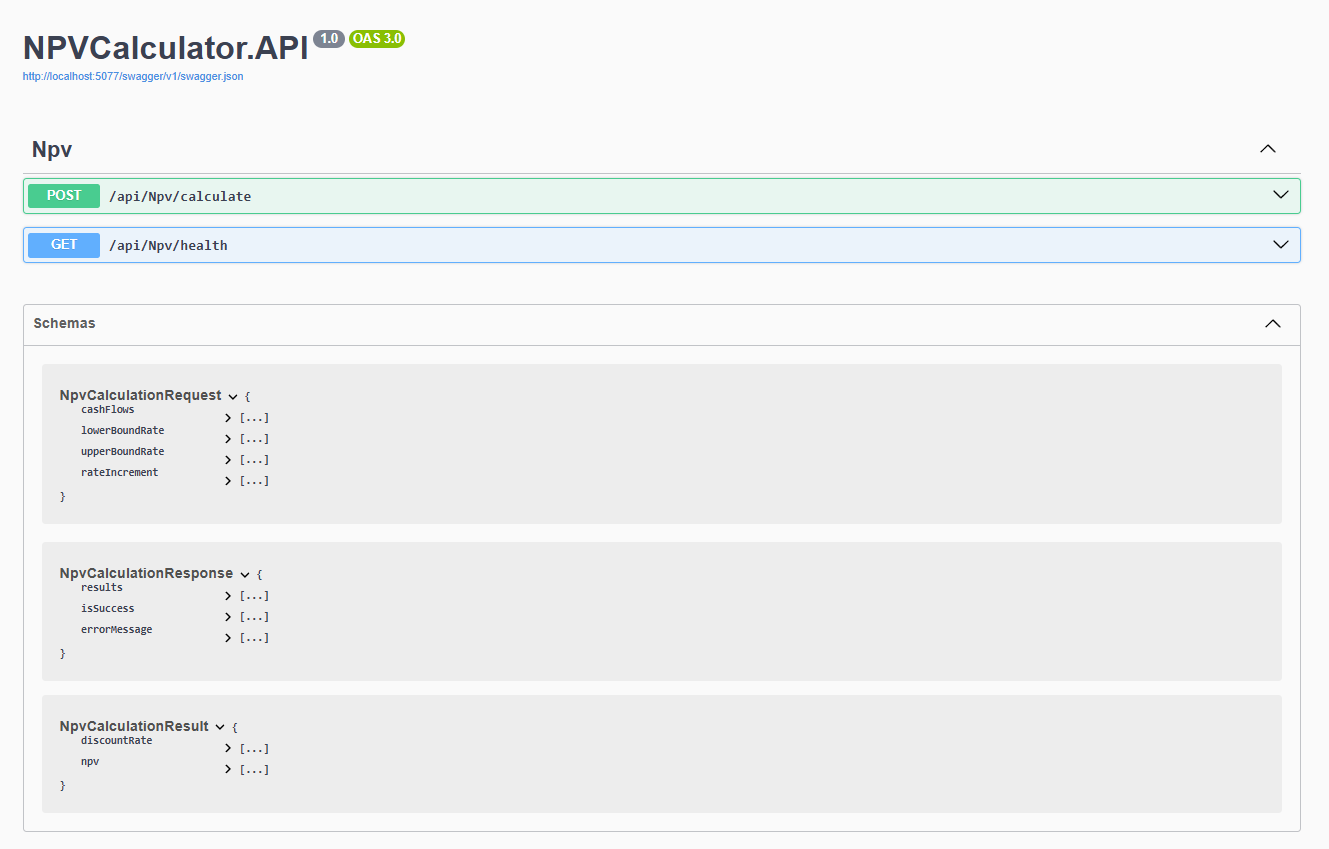 NPVCalculator.API 1.0 OAS 3.0
http://localhost:5077/swagger/v1/swagger.json
Npv
POST /api/Npv/calculate
GET /api/Npv/health
Schemas
NpvCalculationRequest {
cashFlows [...]
lowerBoundRate [...]
upperBoundRate [...]
rateIncrement [...]
}
NpvCalculationResponse {
results [...]
isSuccess [...]
errorMessage [...]
}
NpvCalculationResult {
discountRate [...]
npv [...]
}